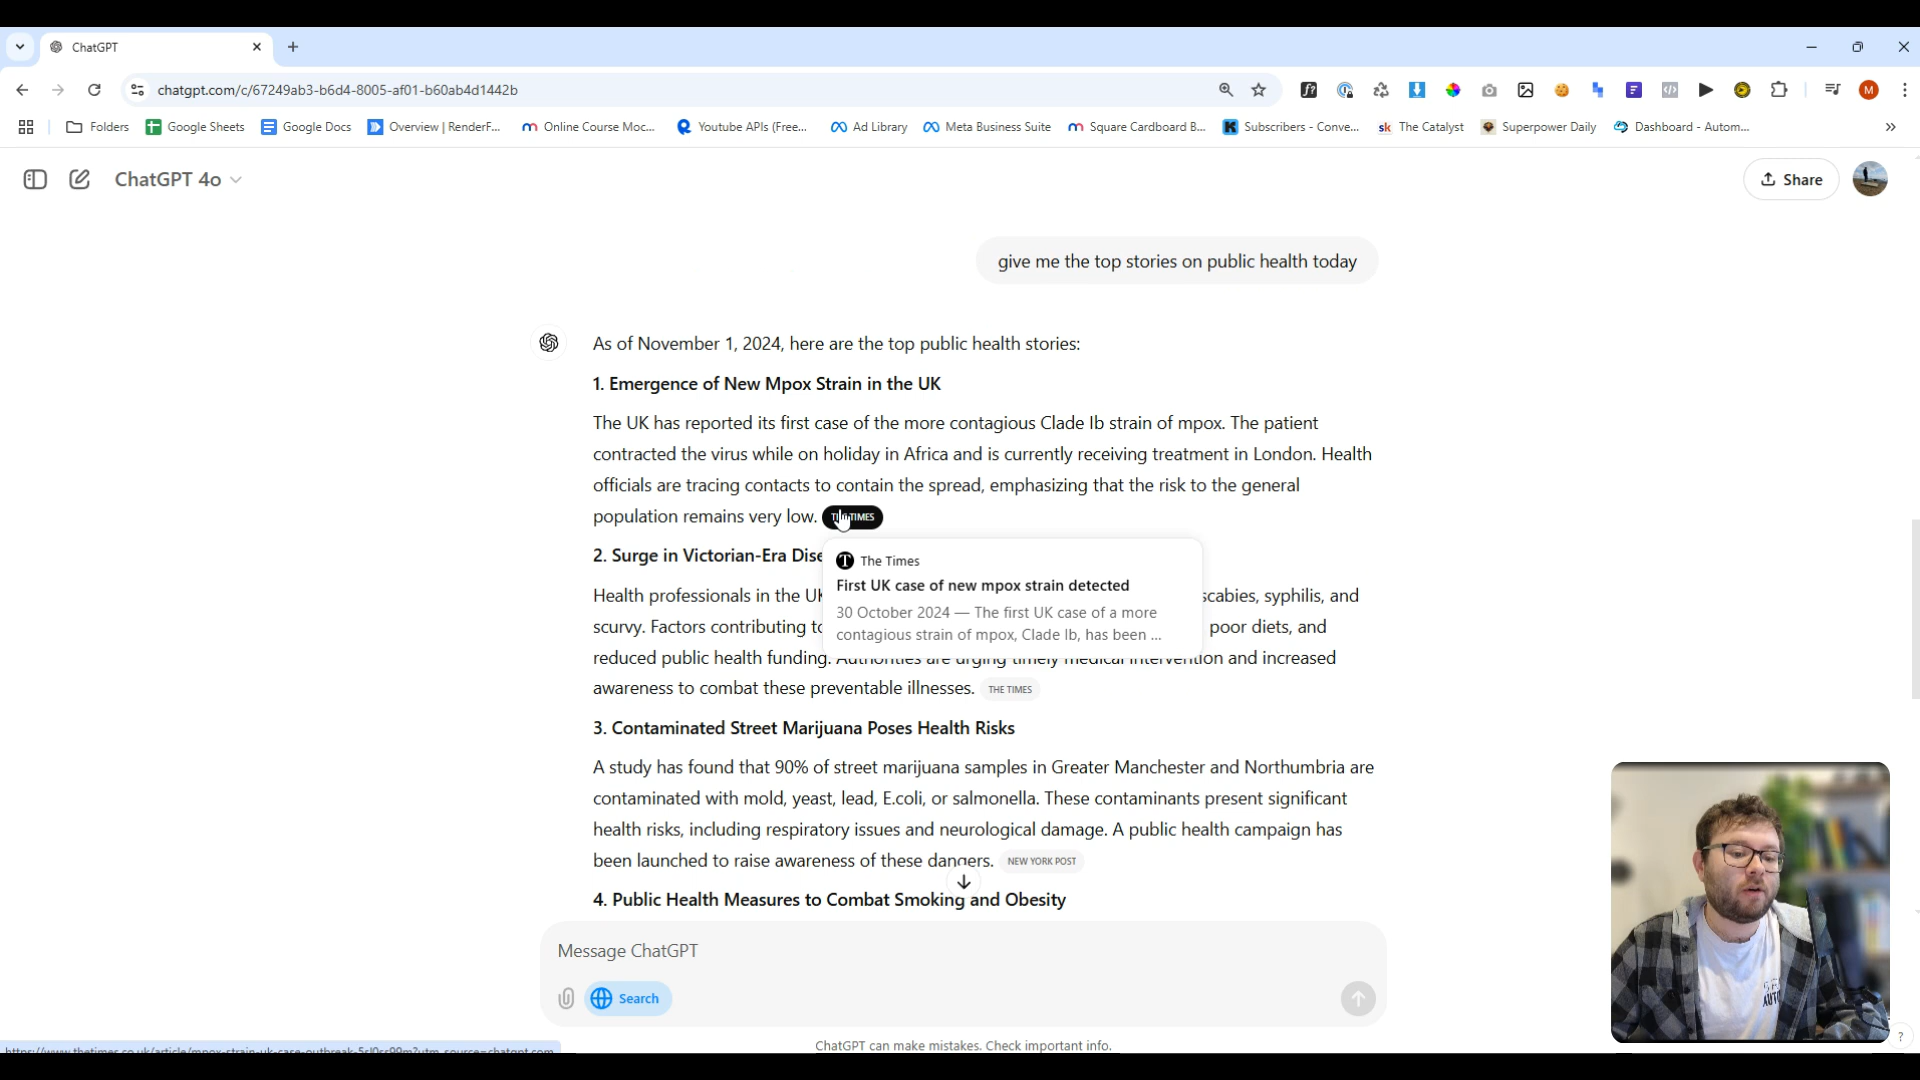 ChatGPT
chatgpt.com/c/67249ab3-b6d4-8005-af01-b60ab4d1442b
Folders Google Sheets Google Docs Overview | RenderF... Online Course Moc... Youtube APIs (Free... Ad Library Meta Business Suite Square Cardboard B... Subscribers - Conve... The Catalyst Superpower Daily Dashboard - Autom...
ChatGPT 4o
Share
give me the top stories on public health today
As of November 1, 2024, here are the top public health stories:
1. Emergence of New Mpox Strain in the UK
The UK has reported its first case of the more contagious Clade Ib strain of mpox. The patient
contracted the virus while on holiday in Africa and is currently receiving treatment in London. Health
officials are tracing contacts to contain the spread, emphasizing that the risk to the general
population remains very low. TIMES
2. Surge in Victorian-Era
The Times
First UK case of new mpox strain detected
30 October 2024 — The first UK case of a more
contagious strain of mpox, Clade Ib, has been ...
Health professionals in the scabies, syphilis, and
scurvy. Factors contributing poor diets, and
reduced public health funding. Authorities are urging timely medical intervention and increased
awareness to combat these preventable illnesses. THE TIMES
3. Contaminated Street Marijuana Poses Health Risks
A study has found that 90% of street marijuana samples in Greater Manchester and Northumbria are
contaminated with mold, yeast, lead, E.coli, or salmonella. These contaminants present significant
health risks, including respiratory issues and neurological damage. A public health campaign has
been launched to raise awareness of these dangers. NEW YORK POST
4. Public Health Measures to Combat Smoking and Obesity
Message ChatGPT
Search
ChatGPT can make mistakes. Check important info.
?